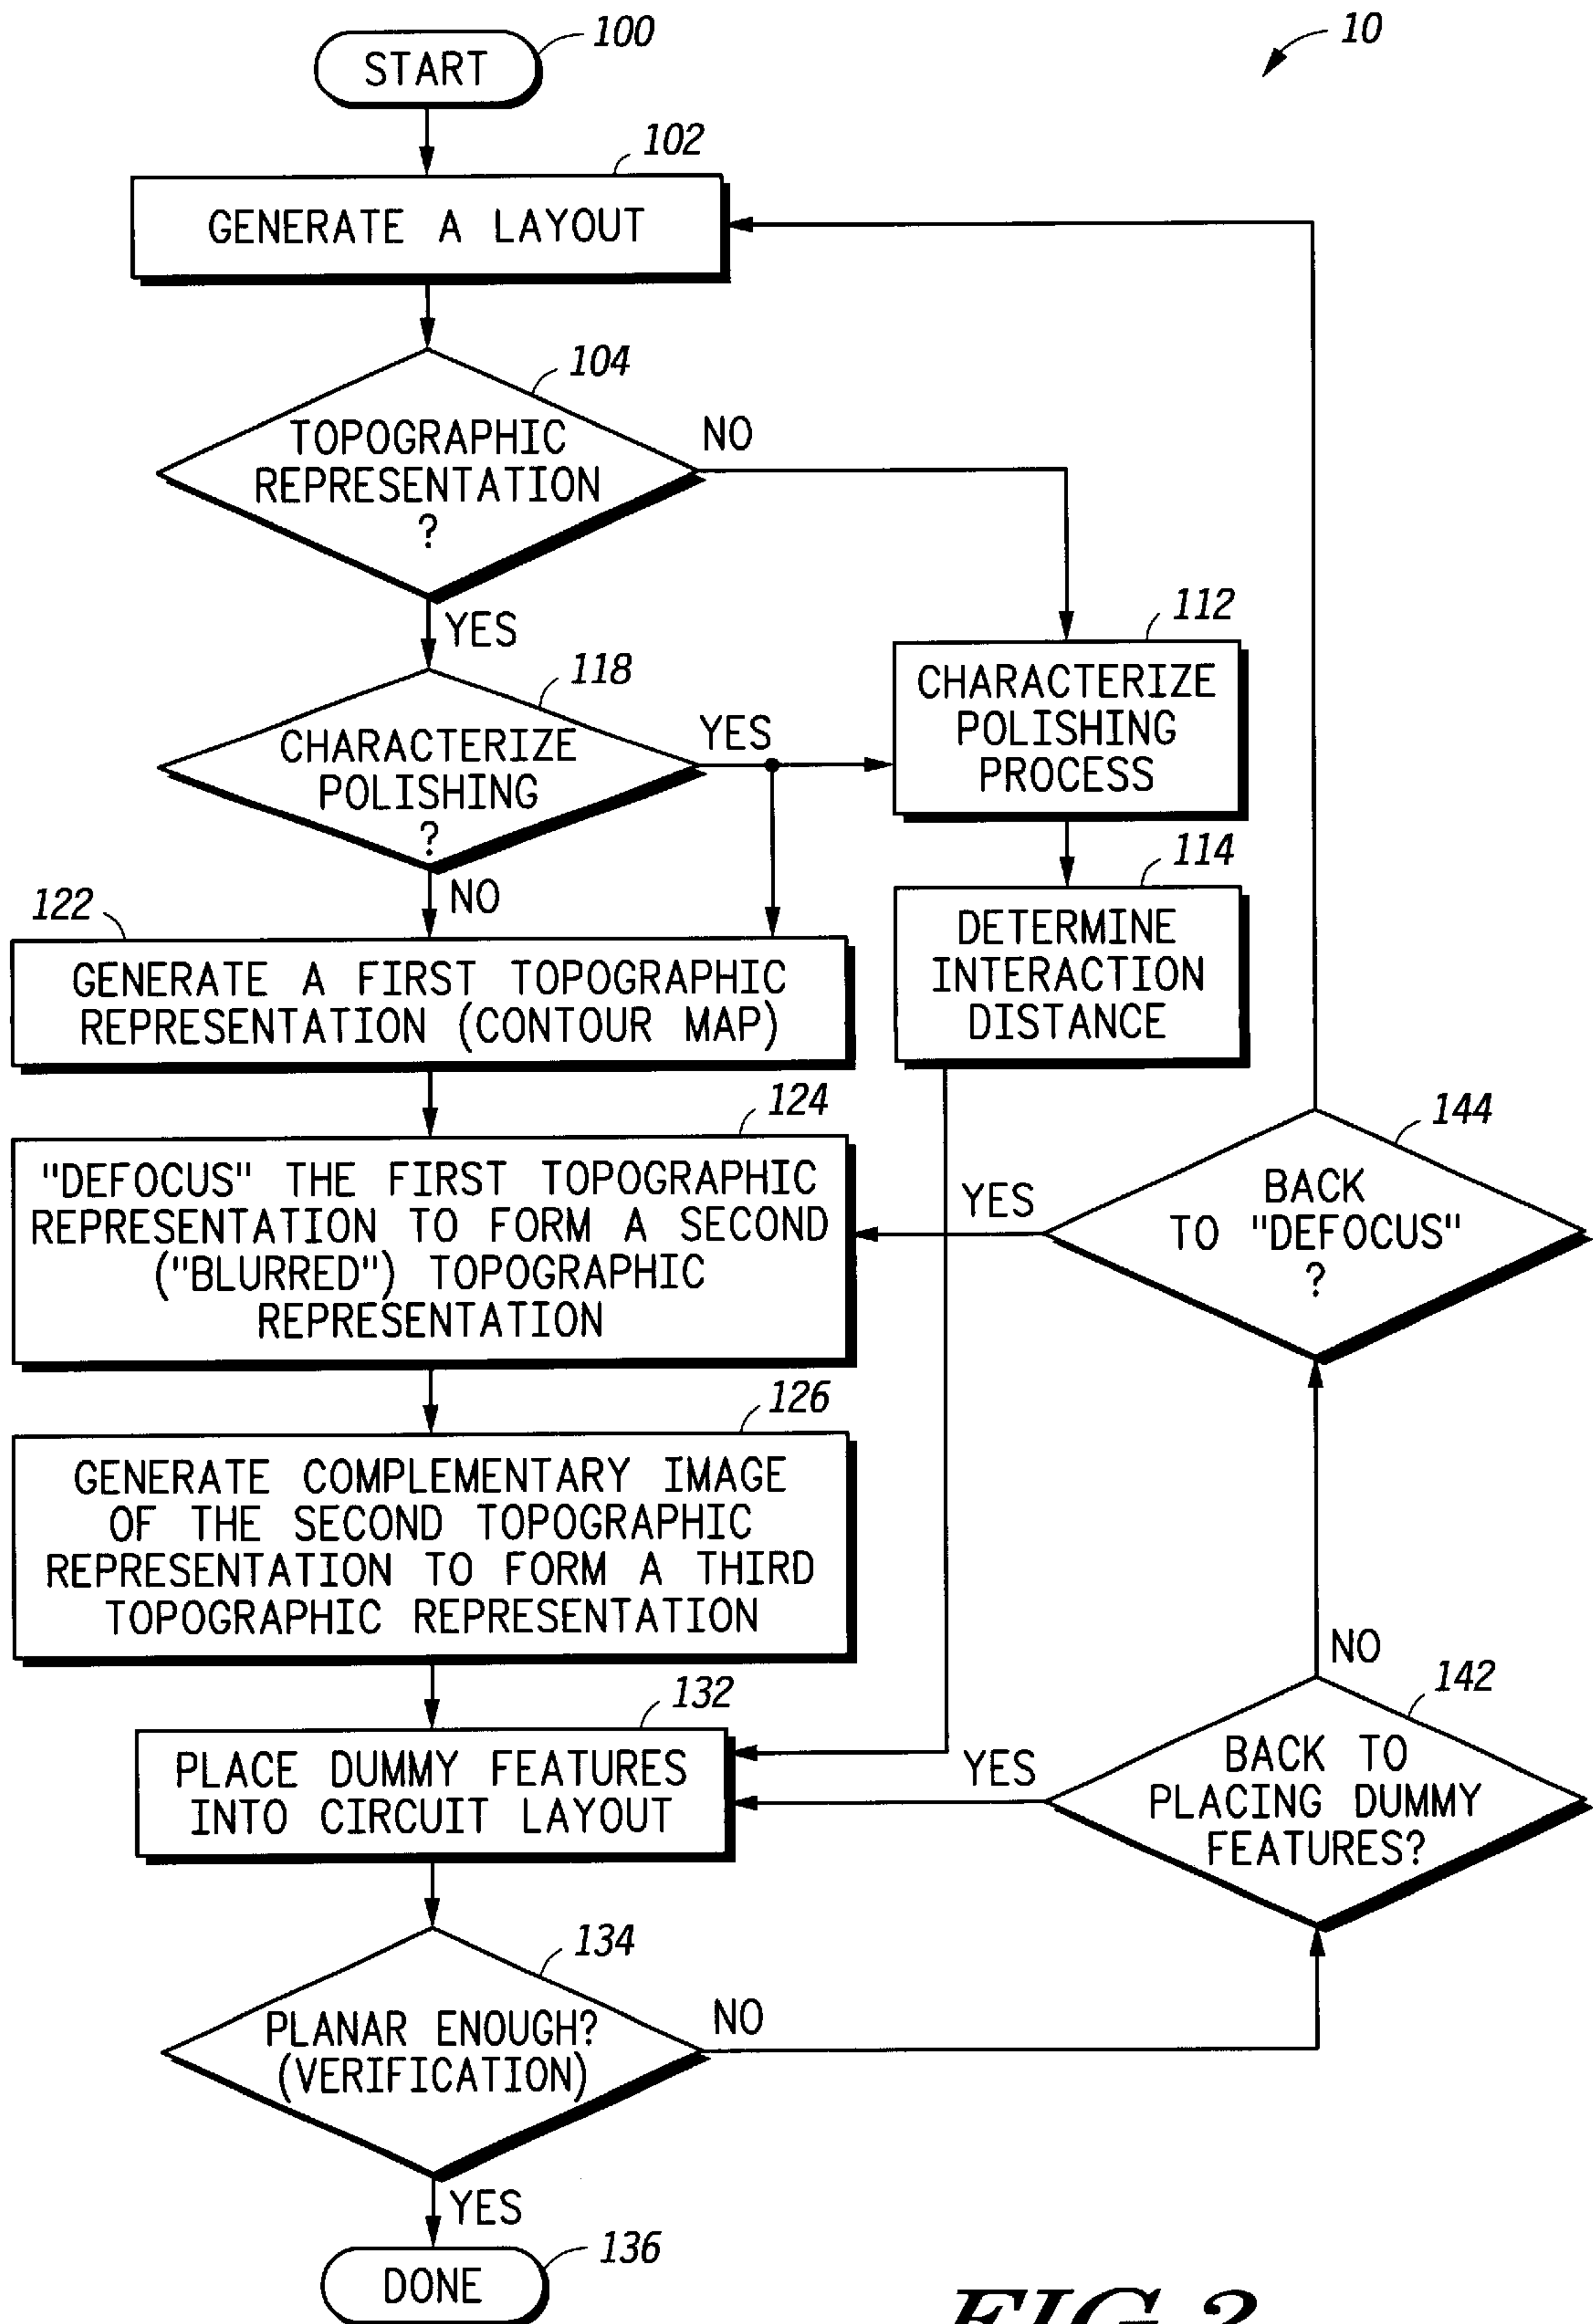 100
10
START
102
GENERATE A LAYOUT
104
TOPOGRAPHIC
REPRESENTATION
?
NO
YES
118
CHARACTERIZE
POLISHING
?
YES
NO
112
CHARACTERIZE
POLISHING
PROCESS
114
DETERMINE
INTERACTION
DISTANCE
122
GENERATE A FIRST TOPOGRAPHIC
REPRESENTATION (CONTOUR MAP)
124
"DEFOCUS" THE FIRST TOPOGRAPHIC
REPRESENTATION TO FORM A SECOND
("BLURRED") TOPOGRAPHIC
REPRESENTATION
144
YES
BACK
TO "DEFOCUS"
?
126
GENERATE COMPLEMENTARY IMAGE
OF THE SECOND TOPOGRAPHIC
REPRESENTATION TO FORM A THIRD
TOPOGRAPHIC REPRESENTATION
NO
142
132
PLACE DUMMY FEATURES
INTO CIRCUIT LAYOUT
YES
BACK TO
PLACING DUMMY
FEATURES?
134
PLANAR ENOUGH?
(VERIFICATION)
NO
YES
136
DONE